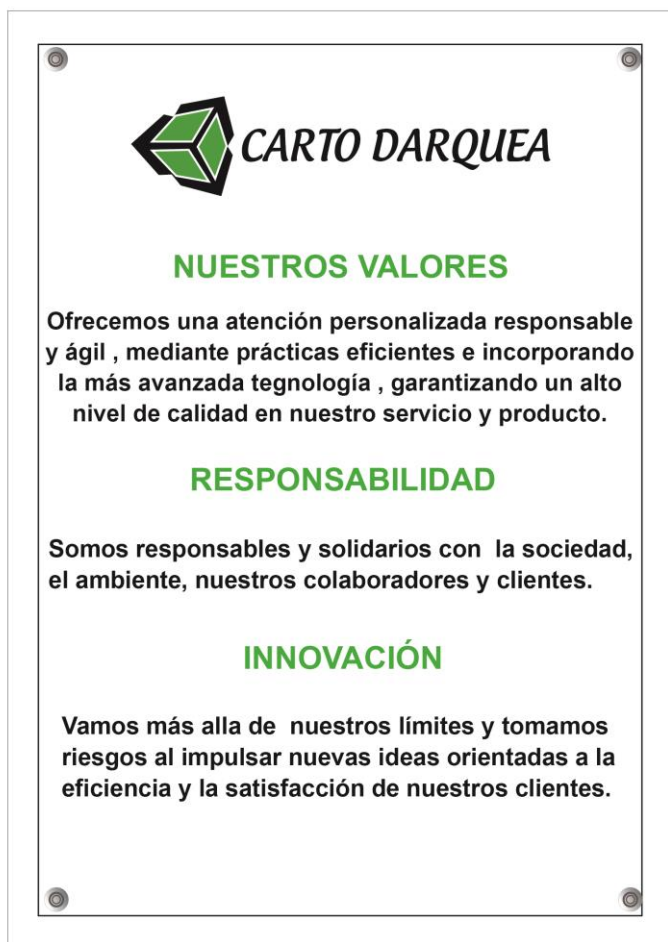 CARTO DARQUEA
NUESTROS VALORES
Ofrecemos una atención personalizada responsable
y ágil , mediante prácticas eficientes e incorporando
la más avanzada tegnología , garantizando un alto
nivel de calidad en nuestro servicio y producto.
RESPONSABILIDAD
Somos responsables y solidarios con  la sociedad,
el ambiente, nuestros colaboradores y clientes.
INNOVACIÓN
Vamos más alla de  nuestros límites y tomamos
riesgos al impulsar nuevas ideas orientadas a la
eficiencia y la satisfacción de nuestros clientes.